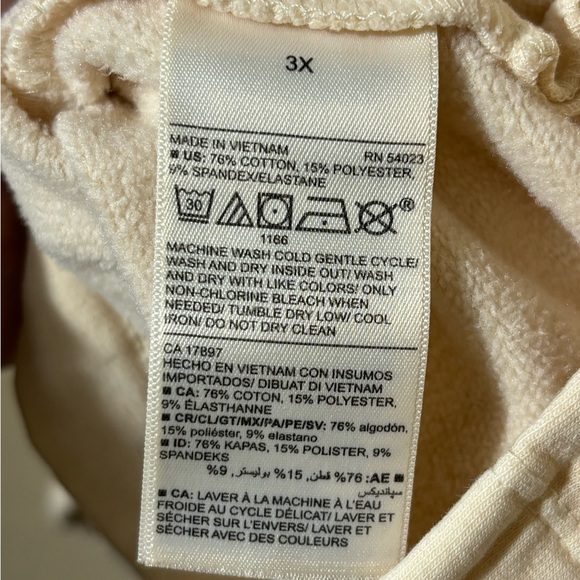 3X
MADE IN VIETNAM RN 54023
■ US: 76% COTTON, 15% POLYESTER,
9% SPANDEX/ELASTANE
30 ®
1166
MACHINE WASH COLD GENTLE CYCLE/
WASH AND DRY INSIDE OUT/ WASH
AND DRY WITH LIKE COLORS/ ONLY
NON-CHLORINE BLEACH WHEN
NEEDED/ TUMBLE DRY LOW/ COOL
IRON/ DO NOT DRY CLEAN
CA 17897
HECHO EN VIETNAM CON INSUMOS
IMPORTADOS/ DIBUAT DI VIETNAM
■ CA: 76% COTON, 15% POLYESTER,
9% ÉLASTHANNE
■ CR/CL/GT/MX/PA/PE/SV: 76% algodón,
15% poliéster, 9% elastano
■ ID: 76% KAPAS, 15% POLISTER, 9%
SPANDEKS
■ AE: 76% قطن, 15% بوليستر, 9%
سپاندیکس
■ CA: LAVER À LA MACHINE À L'EAU
FROIDE AU CYCLE DÉLICAT/ LAVER ET
SÉCHER SUR L'ENVERS/ LAVER ET
SÉCHER AVEC DES COULEURS